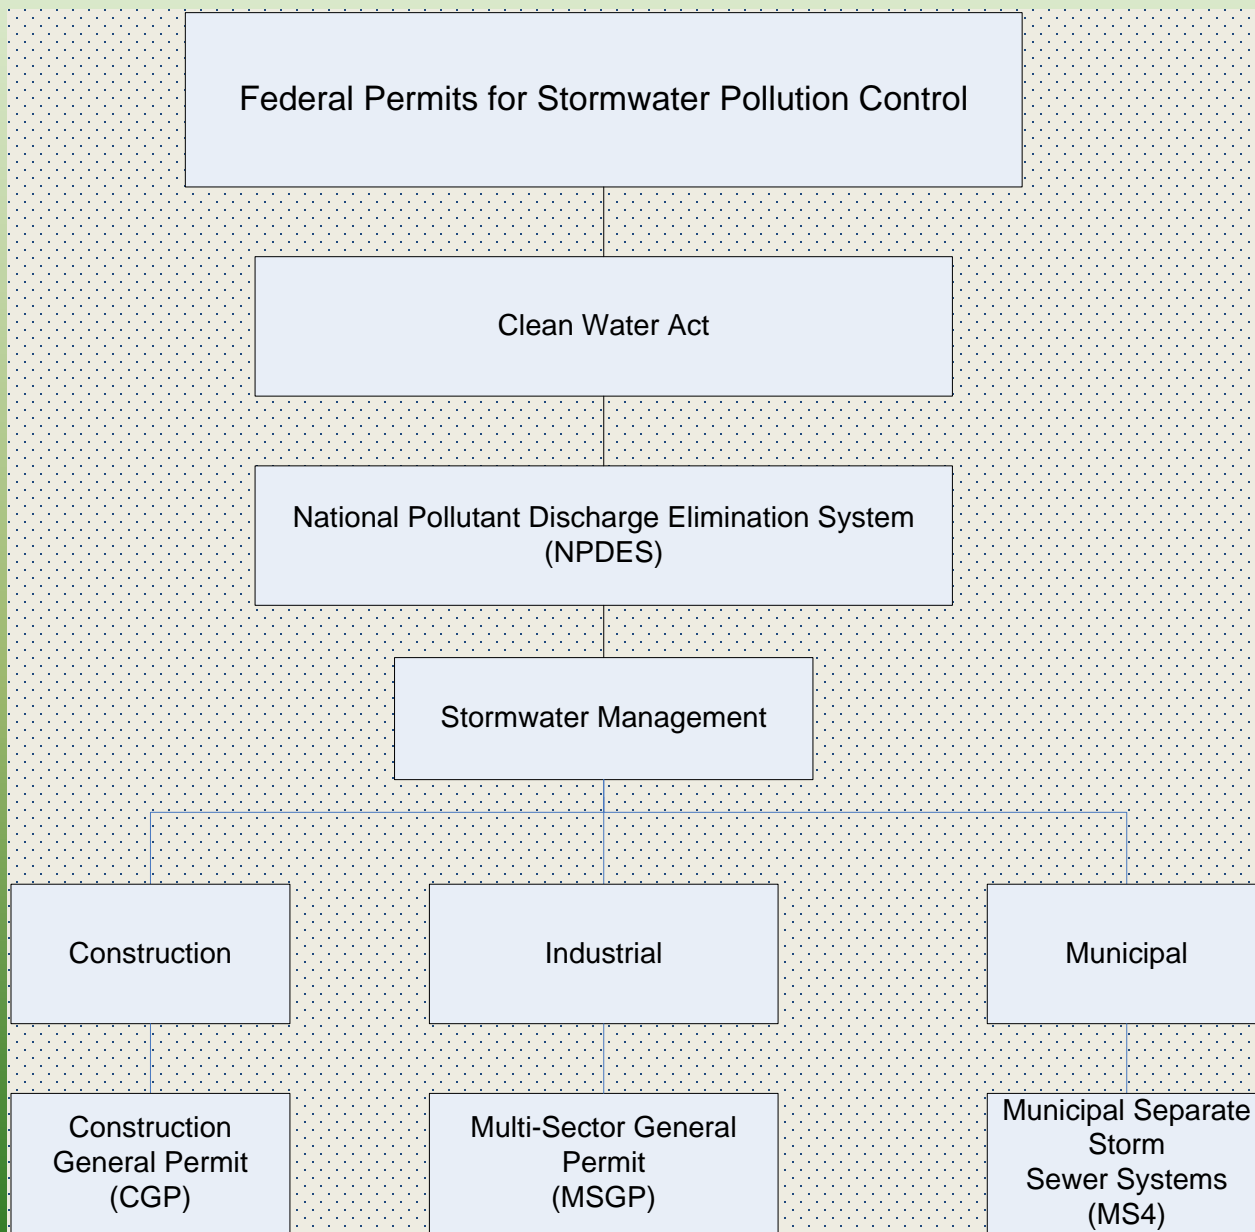 Federal Permits for Stormwater Pollution Control
Clean Water Act
National Pollutant Discharge Elimination System
(NPDES)
Stormwater Management
Construction
Industrial
Municipal
Construction
General Permit
(CGP)
Multi-Sector General
Permit
(MSGP)
Municipal Separate
Storm
Sewer Systems
(MS4)